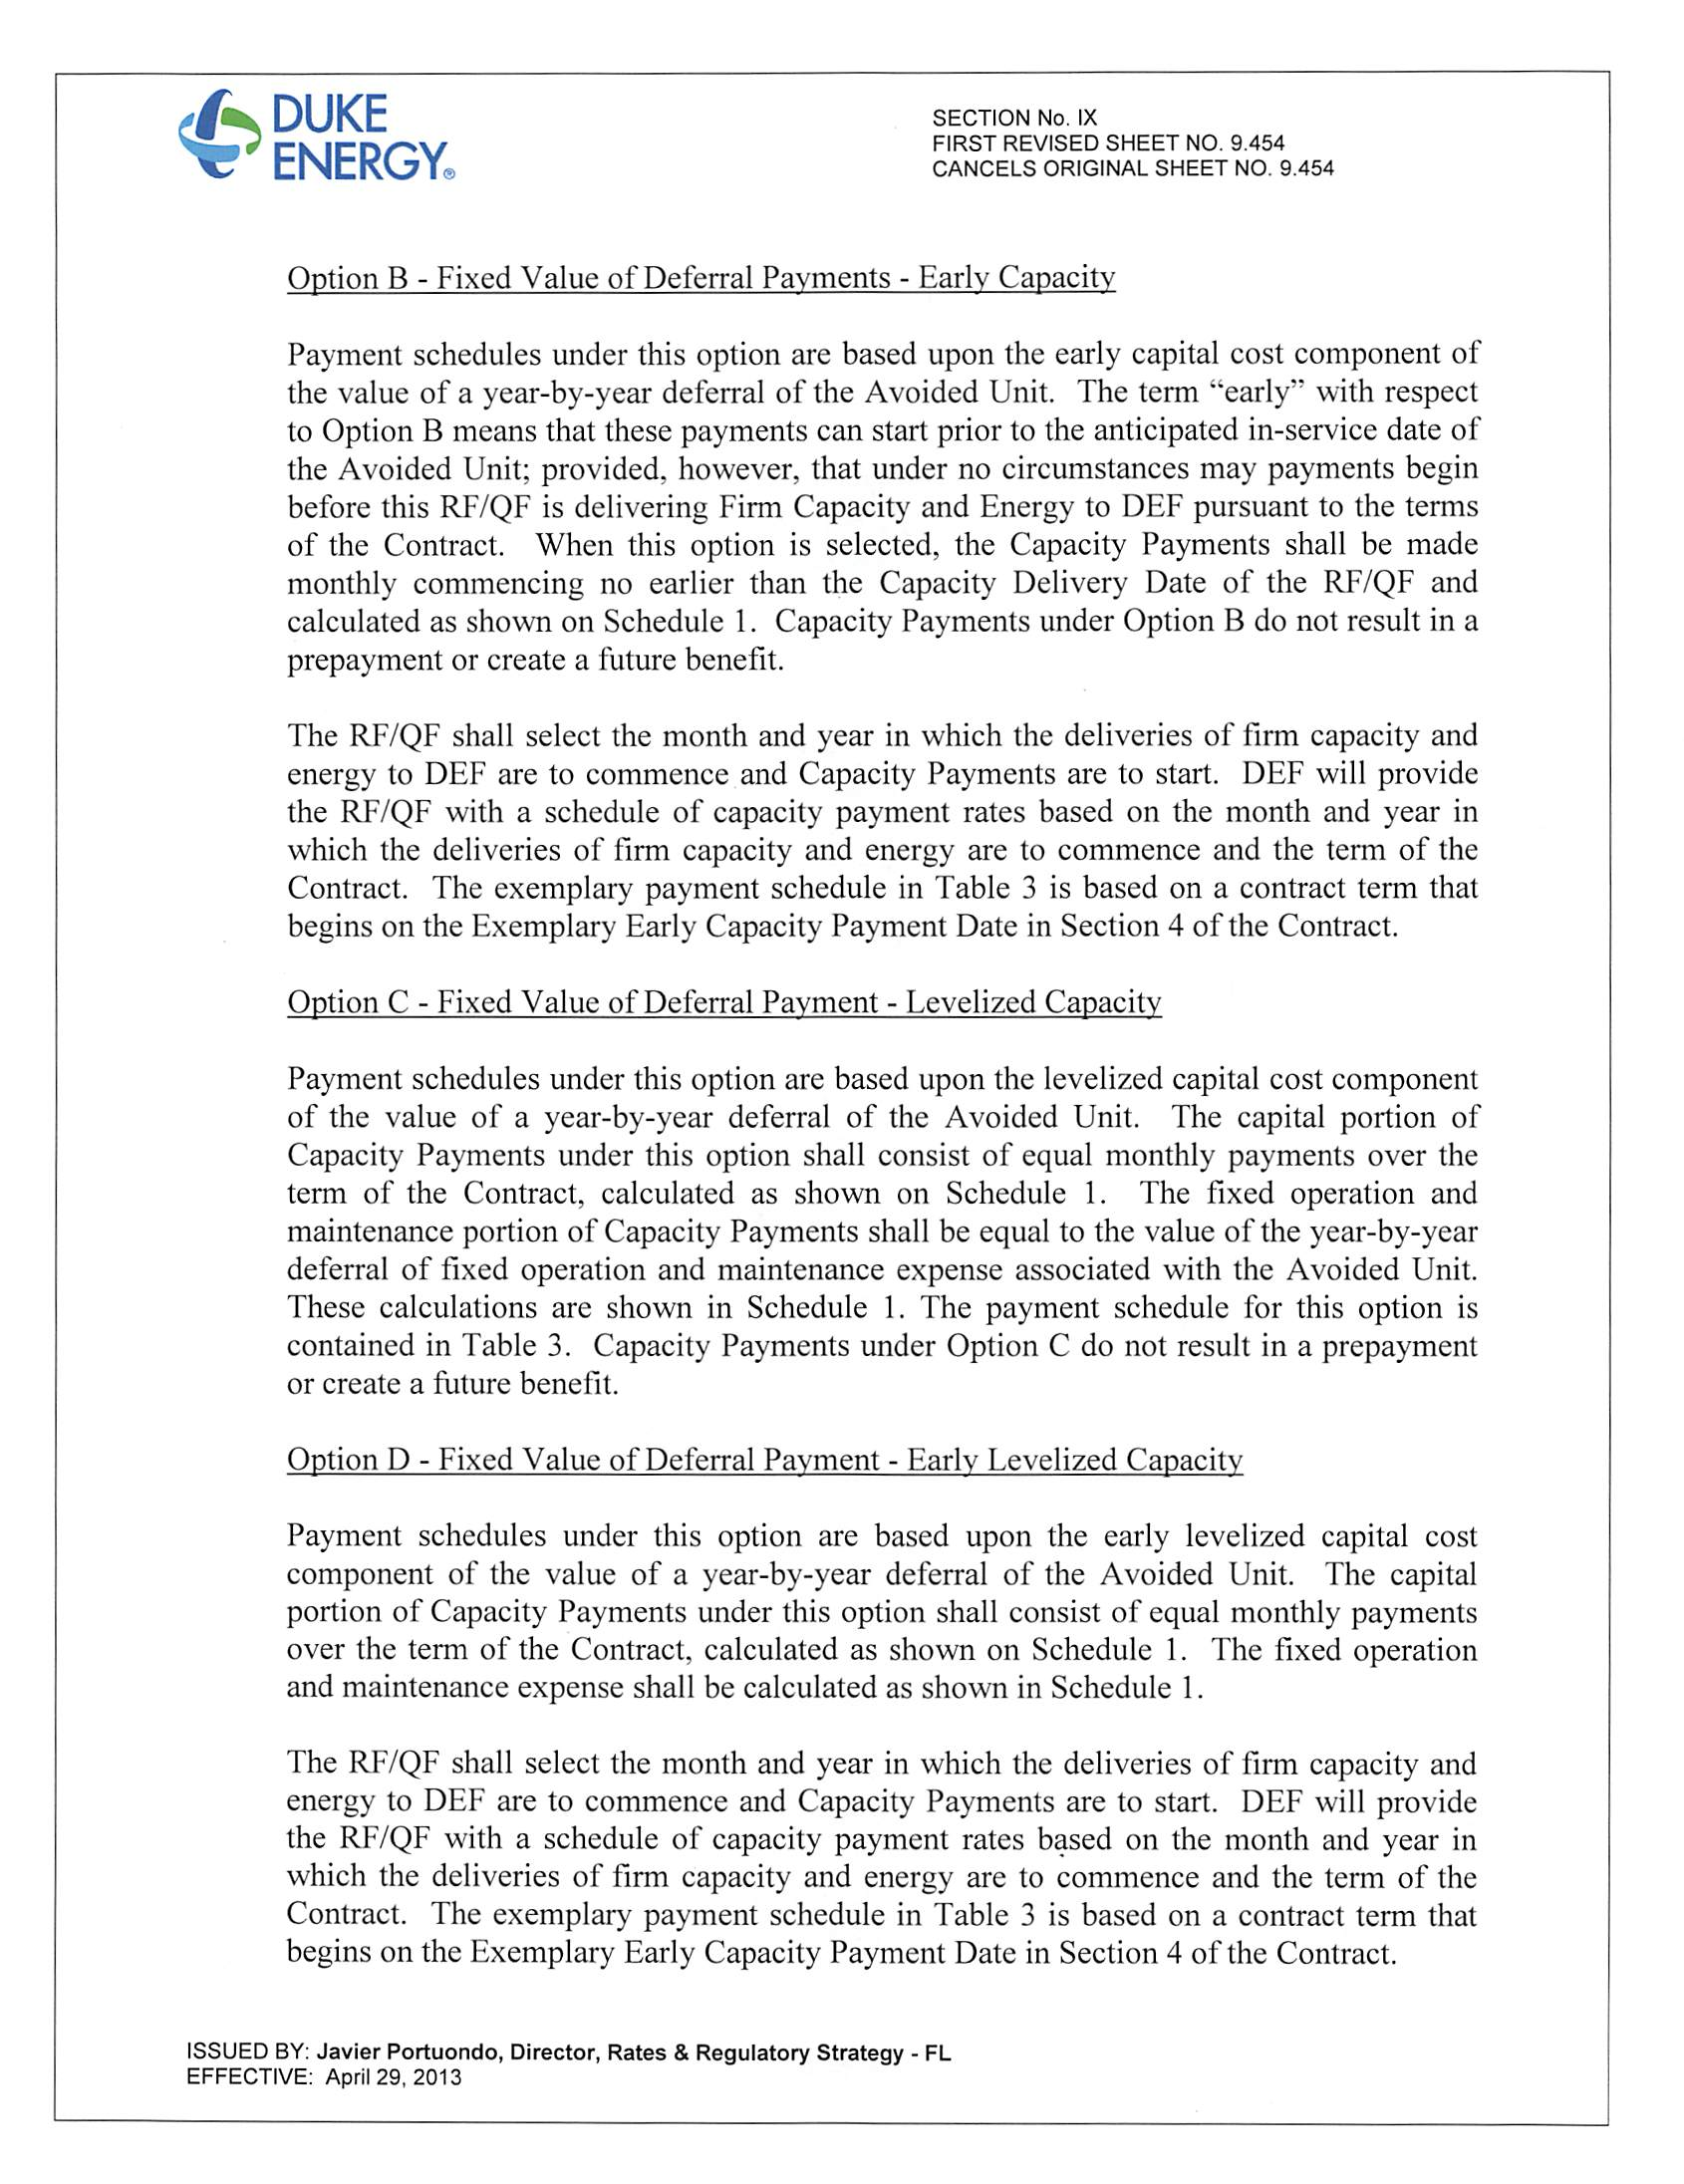 DUKE
ENERGY®
SECTION No. IX
FIRST REVISED SHEET NO. 9.454
CANCELS ORIGINAL SHEET NO. 9.454
Option B - Fixed Value of Deferral Payments - Early Capacity
Payment schedules under this option are based upon the early capital cost component of
the value of a year-by-year deferral of the Avoided Unit. The term “early” with respect
to Option B means that these payments can start prior to the anticipated in-service date of
the Avoided Unit; provided, however, that under no circumstances may payments begin
before this RF/QF is delivering Firm Capacity and Energy to DEF pursuant to the terms
of the Contract. When this option is selected, the Capacity Payments shall be made
monthly commencing no earlier than the Capacity Delivery Date of the RF/QF and
calculated as shown on Schedule 1. Capacity Payments under Option B do not result in a
prepayment or create a future benefit.
The RF/QF shall select the month and year in which the deliveries of firm capacity and
energy to DEF are to commence and Capacity Payments are to start. DEF will provide
the RF/QF with a schedule of capacity payment rates based on the month and year in
which the deliveries of firm capacity and energy are to commence and the term of the
Contract. The exemplary payment schedule in Table 3 is based on a contract term that
begins on the Exemplary Early Capacity Payment Date in Section 4 of the Contract.
Option C - Fixed Value of Deferral Payment - Levelized Capacity
Payment schedules under this option are based upon the levelized capital cost component
of the value of a year-by-year deferral of the Avoided Unit. The capital portion of
Capacity Payments under this option shall consist of equal monthly payments over the
term of the Contract, calculated as shown on Schedule 1. The fixed operation and
maintenance portion of Capacity Payments shall be equal to the value of the year-by-year
deferral of fixed operation and maintenance expense associated with the Avoided Unit.
These calculations are shown in Schedule 1. The payment schedule for this option is
contained in Table 3. Capacity Payments under Option C do not result in a prepayment
or create a future benefit.
Option D - Fixed Value of Deferral Payment - Early Levelized Capacity
Payment schedules under this option are based upon the early levelized capital cost
component of the value of a year-by-year deferral of the Avoided Unit. The capital
portion of Capacity Payments under this option shall consist of equal monthly payments
over the term of the Contract, calculated as shown on Schedule 1. The fixed operation
and maintenance expense shall be calculated as shown in Schedule 1.
The RF/QF shall select the month and year in which the deliveries of firm capacity and
energy to DEF are to commence and Capacity Payments are to start. DEF will provide
the RF/QF with a schedule of capacity payment rates based on the month and year in
which the deliveries of firm capacity and energy are to commence and the term of the
Contract. The exemplary payment schedule in Table 3 is based on a contract term that
begins on the Exemplary Early Capacity Payment Date in Section 4 of the Contract.
ISSUED BY: Javier Portuondo, Director, Rates & Regulatory Strategy - FL
EFFECTIVE: April 29, 2013